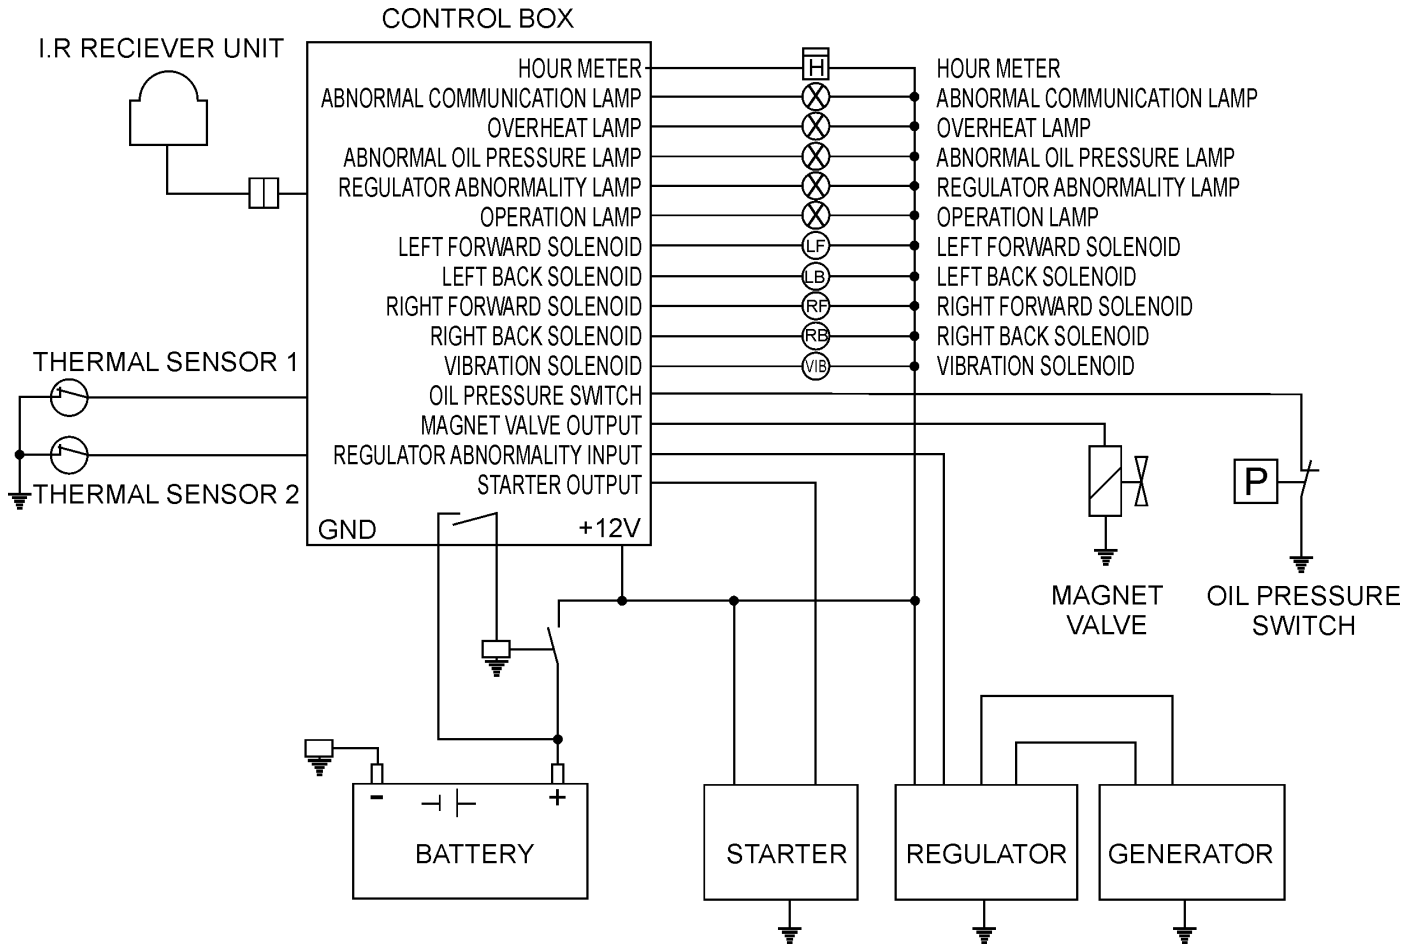 CONTROL BOX
I.R RECIEVER UNIT
HOUR METER
H
HOUR METER
ABNORMAL COMMUNICATION LAMP
ABNORMAL COMMUNICATION LAMP
OVERHEAT LAMP
OVERHEAT LAMP
ABNORMAL OIL PRESSURE LAMP
ABNORMAL OIL PRESSURE LAMP
REGULATOR ABNORMALITY LAMP
REGULATOR ABNORMALITY LAMP
OPERATION LAMP
OPERATION LAMP
LEFT FORWARD SOLENOID
LF
LEFT FORWARD SOLENOID
LEFT BACK SOLENOID
LB
LEFT BACK SOLENOID
RIGHT FORWARD SOLENOID
RF
RIGHT FORWARD SOLENOID
RIGHT BACK SOLENOID
RB
RIGHT BACK SOLENOID
VIBRATION SOLENOID
VIB
VIBRATION SOLENOID
THERMAL SENSOR 1
OIL PRESSURE SWITCH
MAGNET VALVE OUTPUT
REGULATOR ABNORMALITY INPUT
STARTER OUTPUT
P
THERMAL SENSOR 2
GND
+12V
MAGNET
VALVE
OIL PRESSURE
SWITCH
-
+
BATTERY
STARTER
REGULATOR
GENERATOR